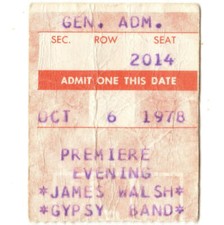 GEN. ADM.
SEC. ROW SEAT
2014
ADMIT ONE THIS DATE
OCT 6 1978
PREMIERE
EVENING
*JAMES WALSH*
*GYPSY BAND*